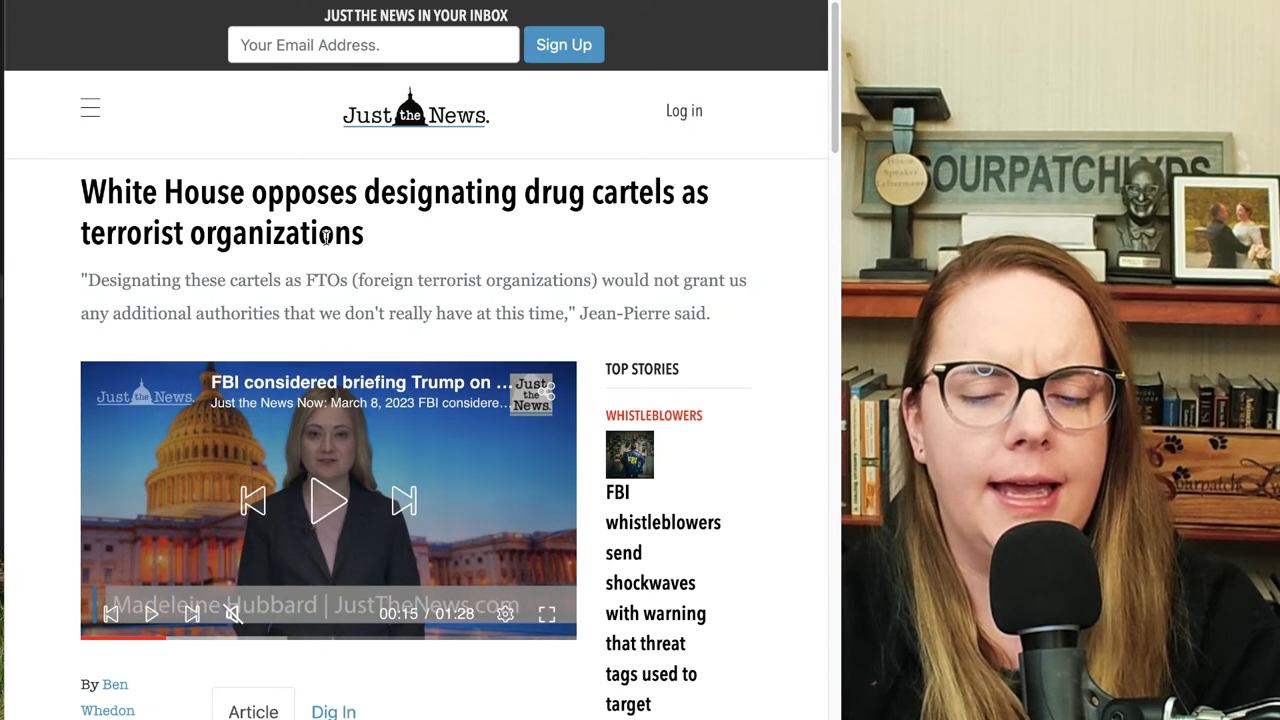 JUST THE NEWS IN YOUR INBOX
Your Email Address.
Sign Up
Just the News.
Log in
White House opposes designating drug cartels as
terrorist organizations
"Designating these cartels as FTOs (foreign terrorist organizations) would not grant us
any additional authorities that we don't really have at this time," Jean-Pierre said.
Just the News.
FBI considered briefing Trump on ...
Just the News Now: March 8, 2023 FBI considere...
Just the News.
Madeleine Hubbard | JustTheNews.com
00:15 / 01:28
TOP STORIES
WHISTLEBLOWERS
FBI
FBI
whistleblowers
send
shockwaves
with warning
that threat
tags used to
target
By Ben
Whedon
Article
Dig In
House
Speaker